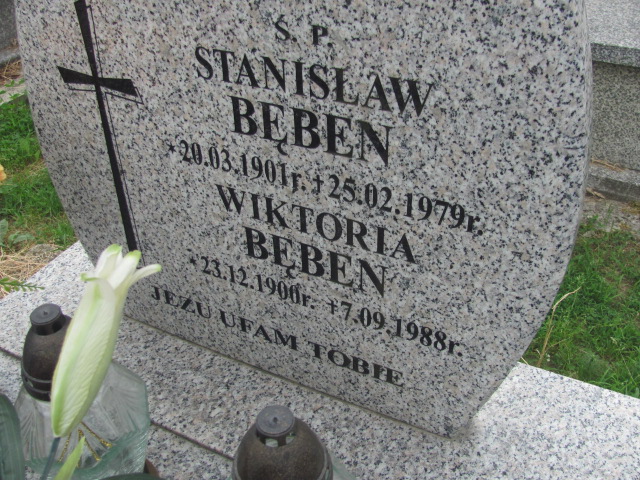 Ś. P.
STANISŁAW
BĘBEN
*20.03.1901r. +25.02.1979r.
WIKTORIA
BĘBEN
*23.12.1900r. +7.09.1988r.
JEZU UFAM TOBIE